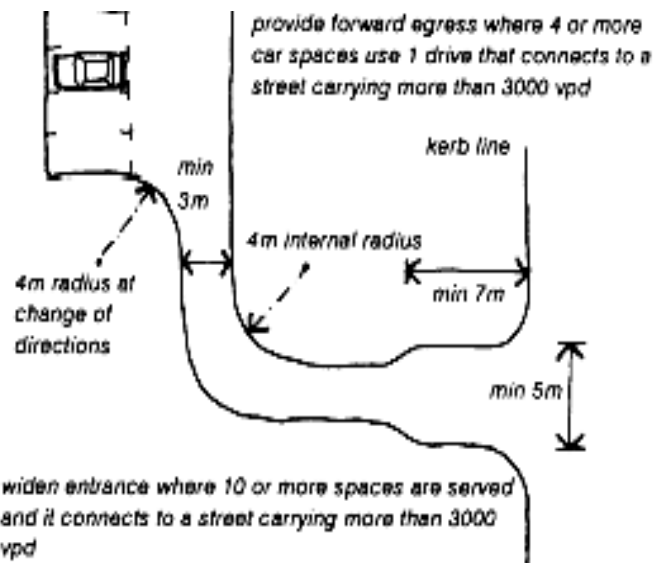 provide forward egress where 4 or more
car spaces use 1 drive that connects to a
street carrying more than 3000 vpd
kerb line
min
3m
4m internal radius
min 7m
4m radius at
change of
directions
min 5m
widen entrance where 10 or more spaces are served
and it connects to a street carrying more than 3000
vpd